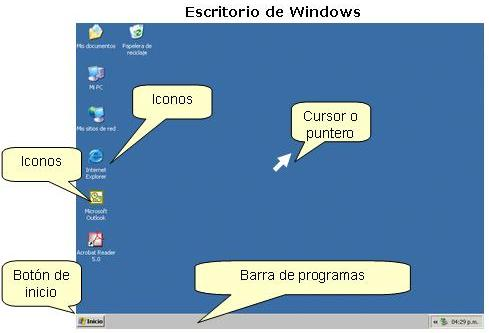 Escritorio de Windows
Mis documentos
Papelera de
reciclaje
Mi PC
Iconos
Cursor o
puntero
Mis sitios de red
Iconos
Internet
Explorer
Microsoft
Outlook
Acrobat Reader
5.0
Botón de
inicio
Barra de programas
Inicio
« 04:29 p.m.